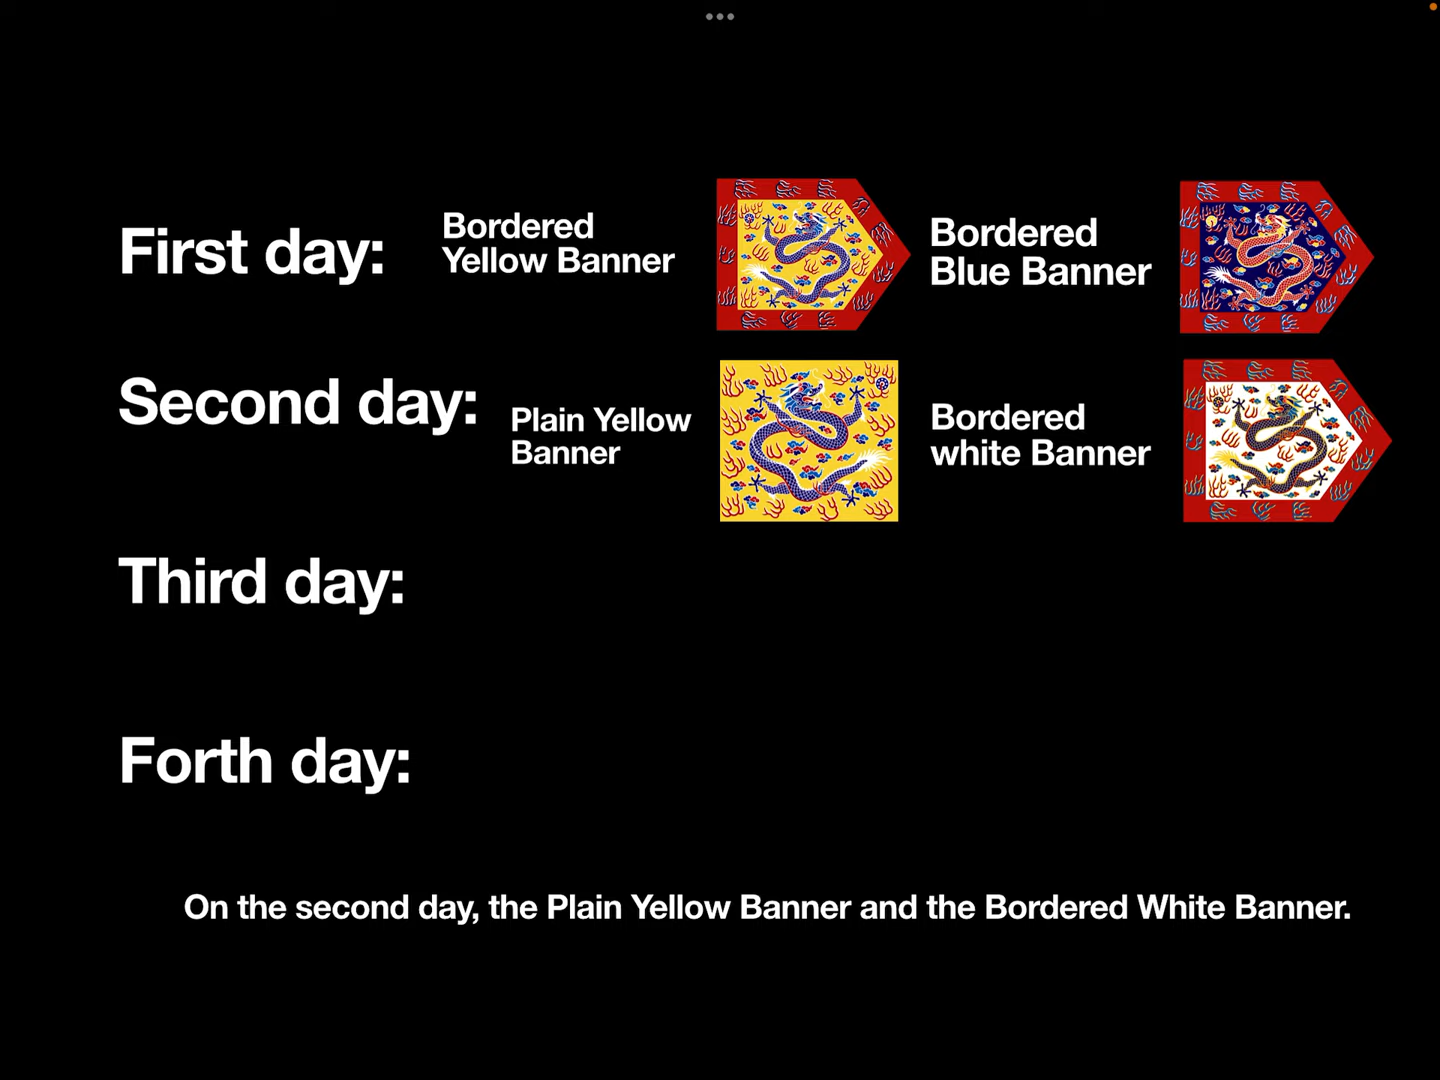 First day:
Bordered
Yellow Banner
Bordered
Blue Banner
Second day:
Plain Yellow
Banner
Bordered
white Banner
Third day:
Forth day:
On the second day, the Plain Yellow Banner and the Bordered White Banner.